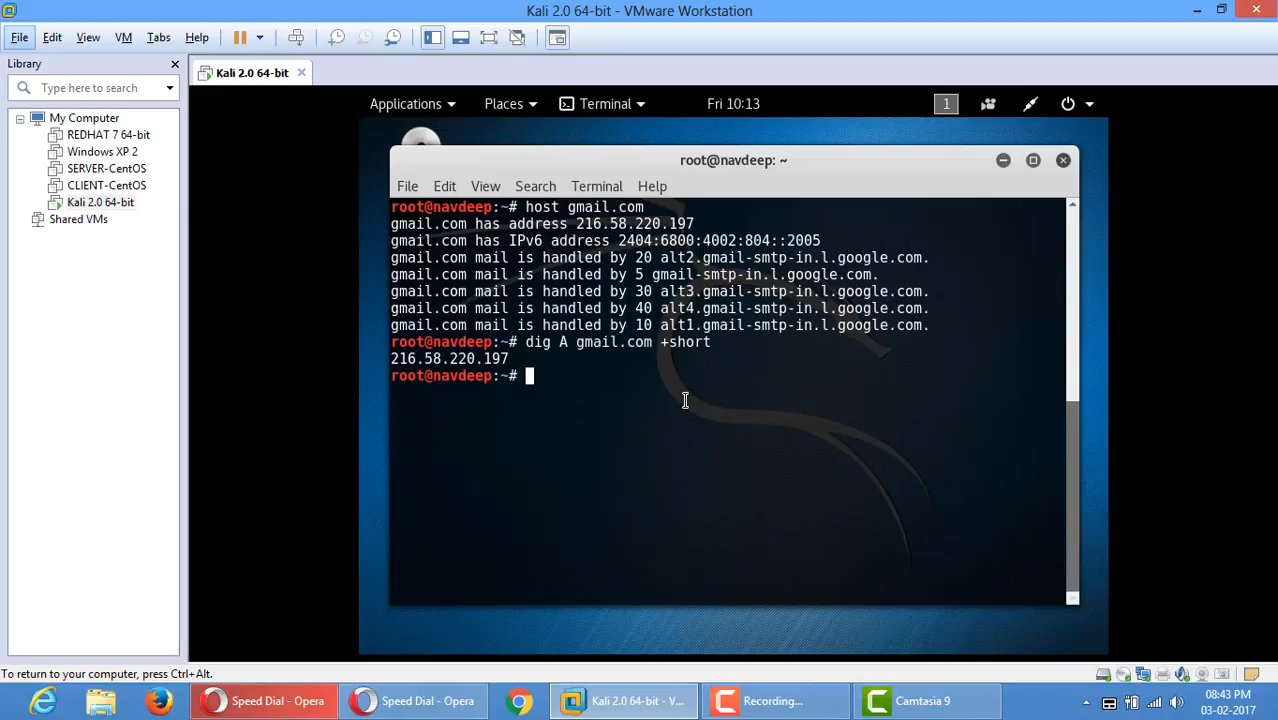 Kali 2.0 64-bit - VMware Workstation
File Edit View VM Tabs Help
Library
Type here to search
Kali 2.0 64-bit
My Computer
REDHAT 7 64-bit
Windows XP 2
SERVER-CentOS
CLIENT-CentOS
Kali 2.0 64-bit
Shared VMs
Applications Places Terminal Fri 10:13 1
root@navdeep: ~
File Edit View Search Terminal Help
root@navdeep:~# host gmail.com
gmail.com has address 216.58.220.197
gmail.com has IPv6 address 2404:6800:4002:804::2005
gmail.com mail is handled by 20 alt2.gmail-smtp-in.l.google.com.
gmail.com mail is handled by 5 gmail-smtp-in.l.google.com.
gmail.com mail is handled by 30 alt3.gmail-smtp-in.l.google.com.
gmail.com mail is handled by 40 alt4.gmail-smtp-in.l.google.com.
gmail.com mail is handled by 10 alt1.gmail-smtp-in.l.google.com.
root@navdeep:~# dig A gmail.com +short
216.58.220.197
root@navdeep:~#
To return to your computer, press Ctrl+Alt.
Speed Dial - Opera
Speed Dial - Opera
Kali 2.0 64-bit - V...
Recording...
Camtasia 9
08:43 PM
03-02-2017